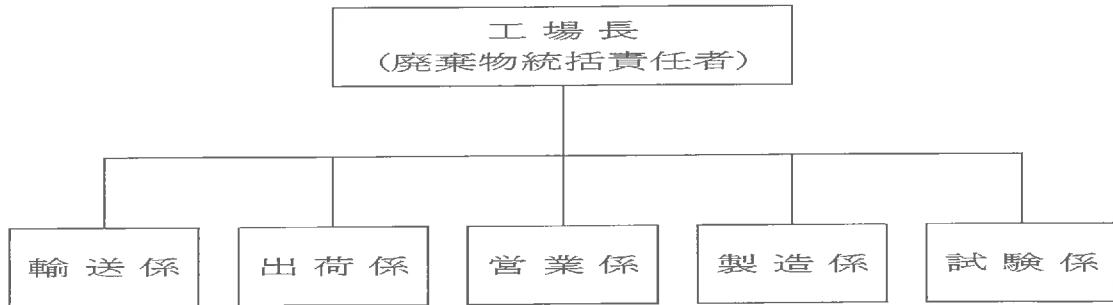 工場長
(廃棄物統括責任者)
輸送係
出荷係
営業係
製造係
試験係